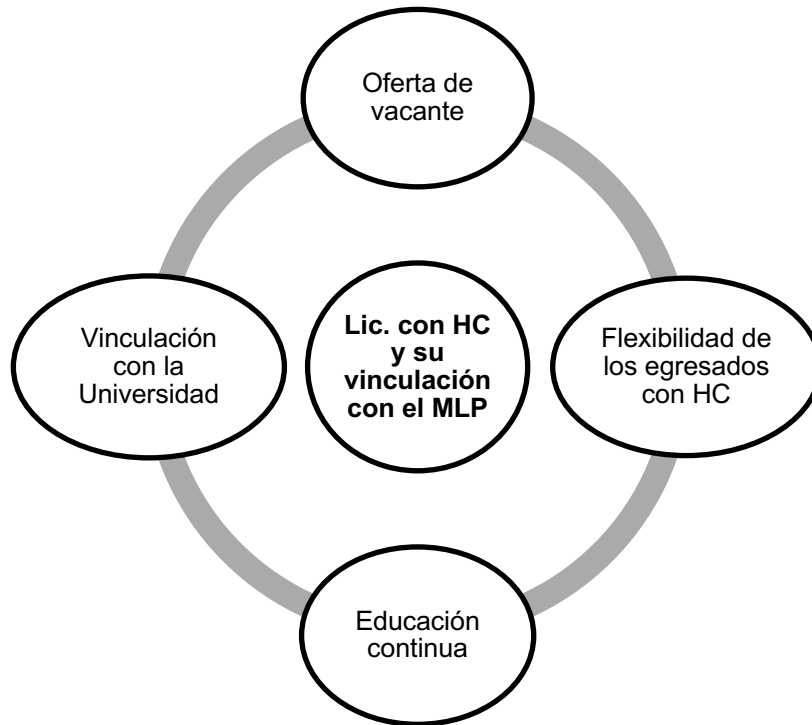 Oferta de
vacante
Vinculación
con la
Universidad
Lic. con HC
y su
vinculación
con el MLP
Flexibilidad de
los egresados
con HC
Educación
continua